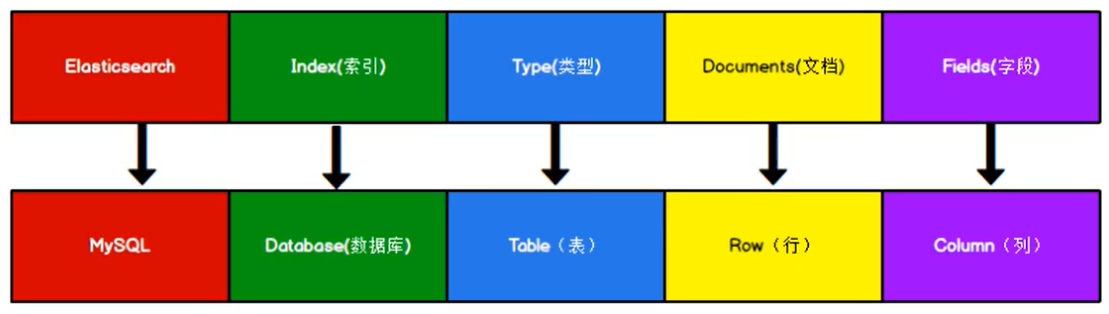 Elasticsearch
Index(索引)
Type(类型)
Documents(文档)
Fields(字段)
MySQL
Database(数据库)
Table（表）
Row（行）
Column（列）